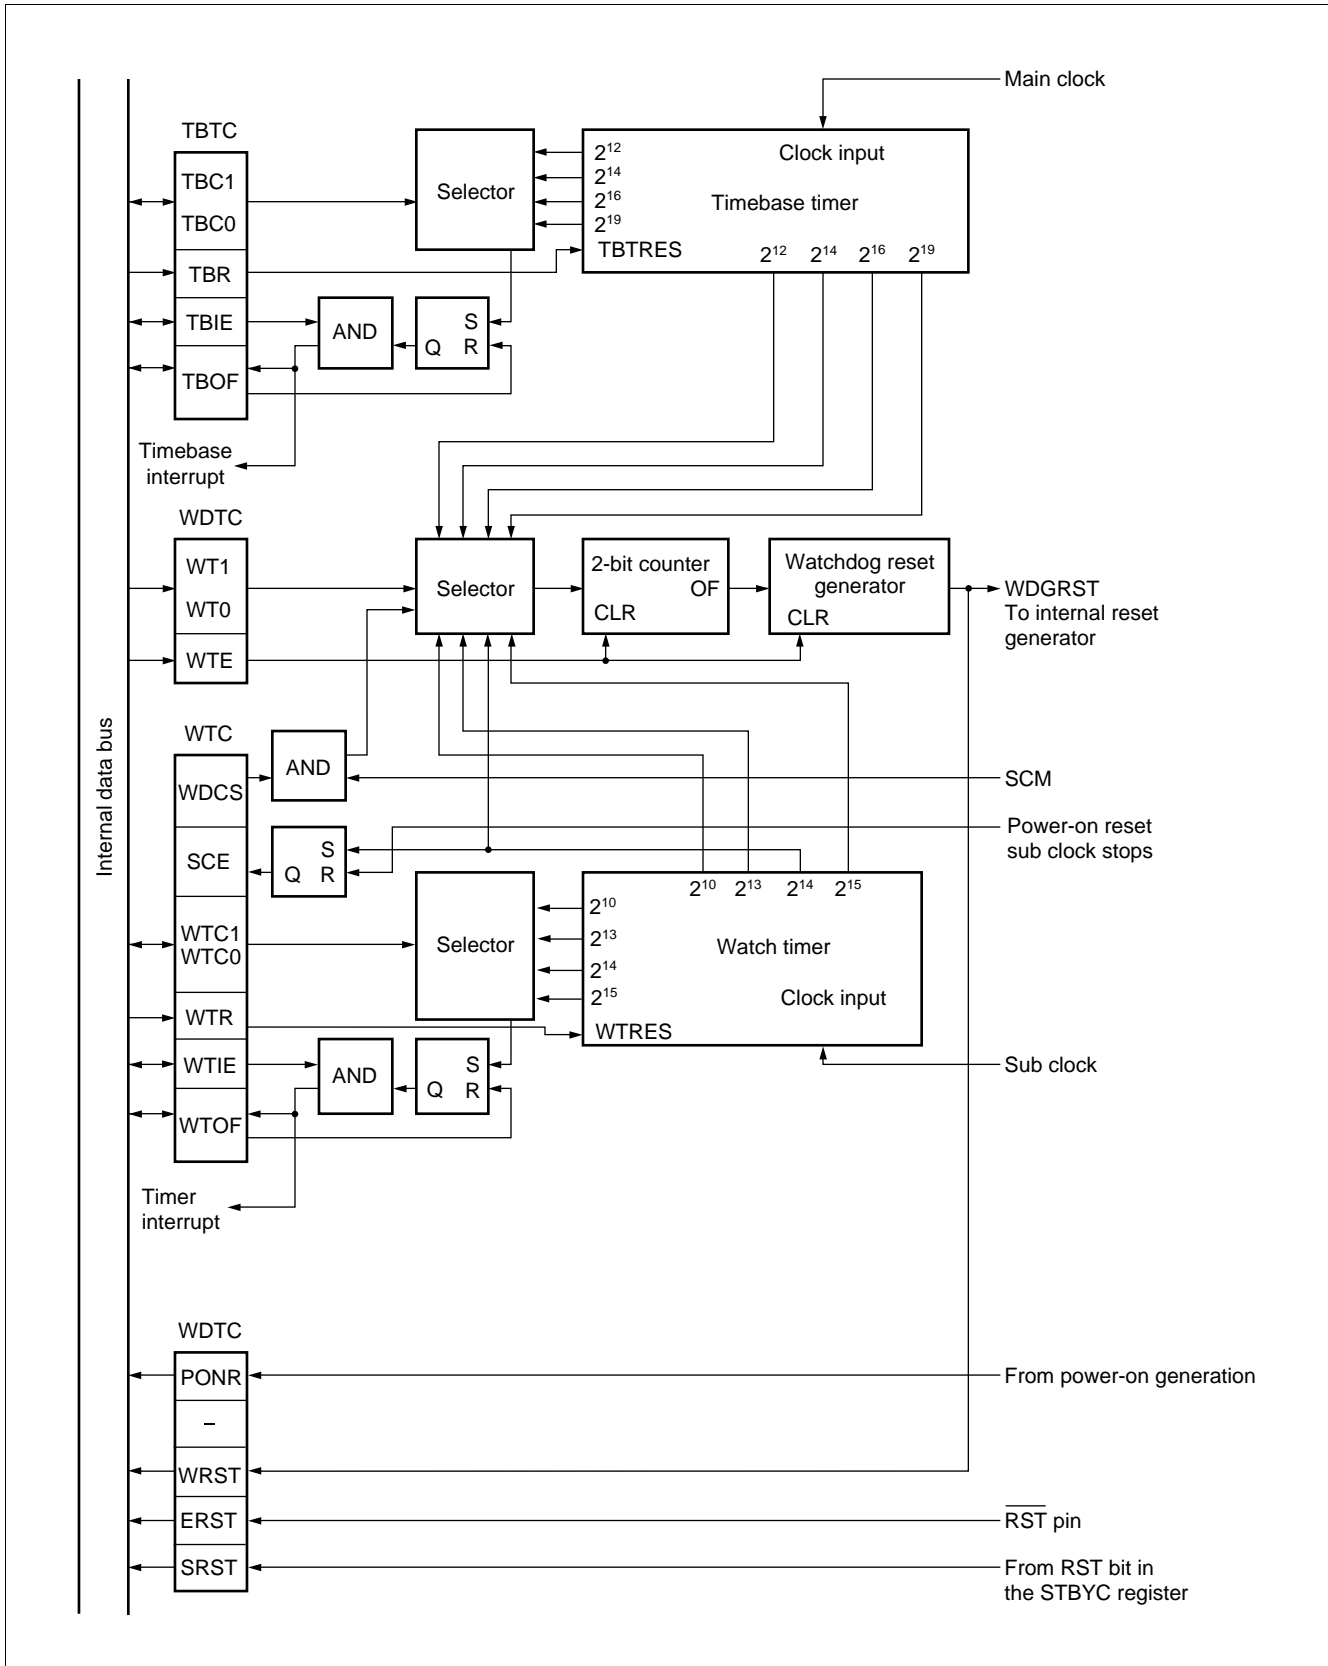 Main clock
TBTC
TBC1
TBC0
TBR
TBIE
TBOF
Selector
2¹²
2¹⁴
2¹⁶
2¹⁹
TBTRES
Clock input
Timebase timer
2¹² 2¹⁴ 2¹⁶ 2¹⁹
AND
S
Q R
Timebase
interrupt
WDTC
WT1
WT0
WTE
Selector
2-bit counter
OF
CLR
Watchdog reset
generator
CLR
WDGRST
To internal reset
generator
Internal data bus
WTC
WDCS
SCE
WTC1
WTC0
WTR
WTIE
WTOF
AND
SCM
S
Q R
Power-on reset
sub clock stops
Selector
2¹⁰ 2¹³ 2¹⁴ 2¹⁵
2¹⁰
2¹³
2¹⁴
2¹⁵
WTRES
Watch timer
Clock input
AND
S
Q R
Sub clock
Timer
interrupt
WDTC
PONR
–
WRST
ERST
SRST
From power-on generation
R̅S̅T̅ pin
From RST bit in
the STBYC register